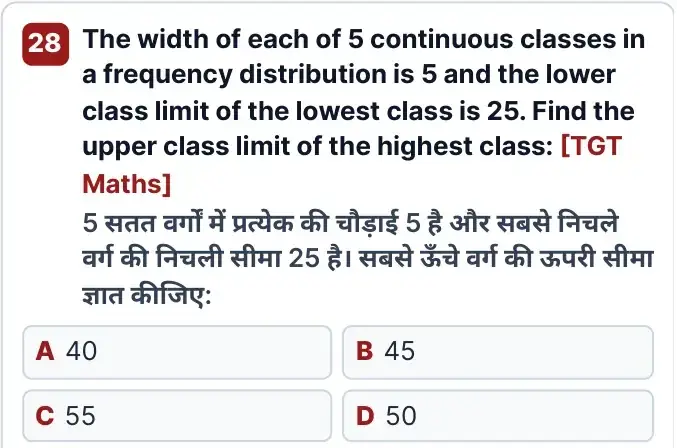 28 The width of each of 5 continuous classes in
a frequency distribution is 5 and the lower
class limit of the lowest class is 25. Find the
upper class limit of the highest class: [TGT
Maths]
5 सतत वर्गों में प्रत्येक की चौड़ाई 5 है और सबसे निचले
वर्ग की निचली सीमा 25 है। सबसे ऊँचे वर्ग की ऊपरी सीमा
ज्ञात कीजिए:
A 40
B 45
C 55
D 50